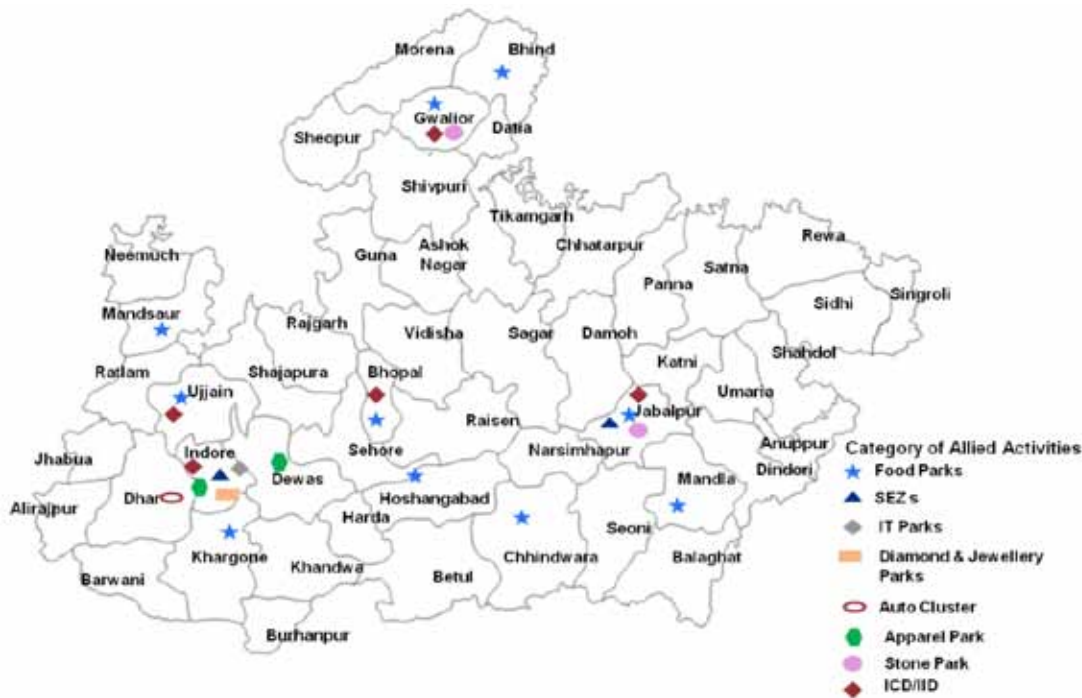 Morena
Bhind
Gwalior
Datia
Sheopur
Shivpuri
Tikamgarh
Chhatarpur
Rewa
Neemuch
Guna
Ashok
Nagar
Satna
Panna
Sidhi
Singroli
Mandsaur
Rajgarh
Vidisha
Sagar
Damoh
Shahdol
Ratlam
Shajapura
Bhopal
Katni
Umaria
Ujjain
Raisen
Jabalpur
Anuppur
Jhabua
Indore
Sehore
Narsimhapur
Dindori
Dewas
Mandla
Alirajpur
Dhar
Hoshangabad
Harda
Seoni
Khargone
Chhindwara
Balaghat
Khandwa
Barwani
Betul
Burhanpur
Category of Allied Activities
Food Parks
SEZs
IT Parks
Diamond & Jewellery
Parks
Auto Cluster
Apparel Park
Stone Park
ICD/IID